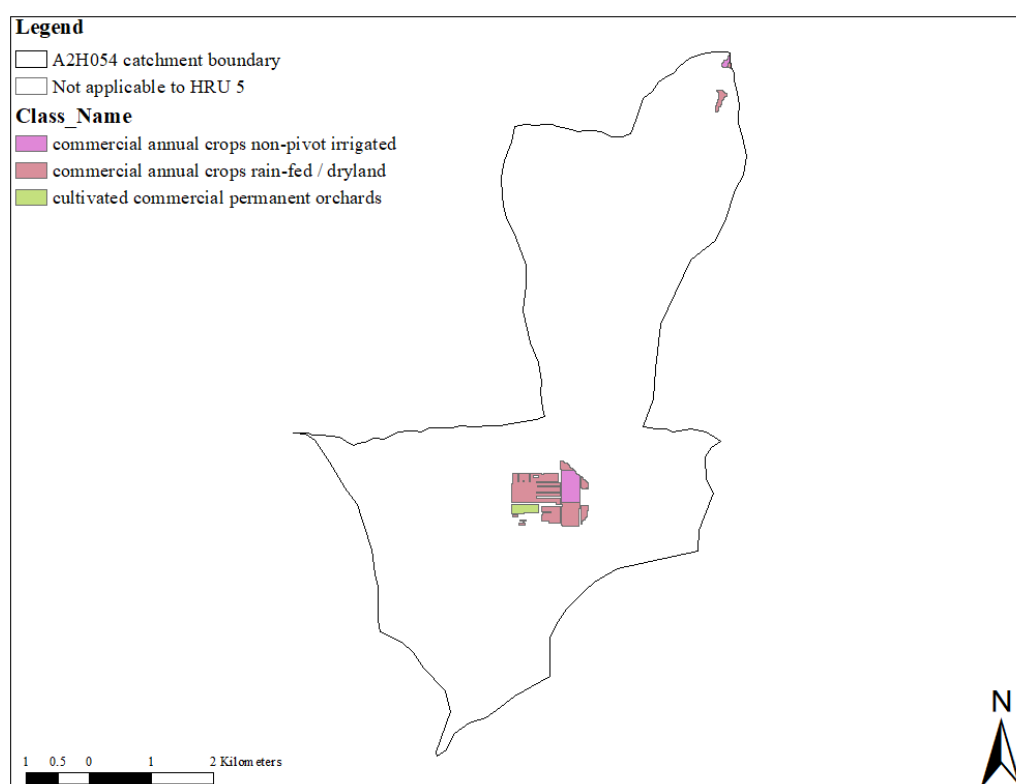 Legend
A2H054 catchment boundary
Not applicable to HRU 5
Class_Name
commercial annual crops non-pivot irrigated
commercial annual crops rain-fed / dryland
cultivated commercial permanent orchards
N
1 0.5 0 1 2 Kilometers